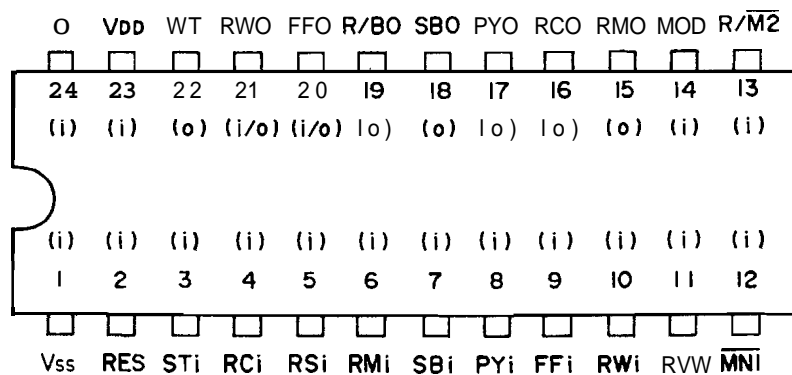 O VDD WT RWO FFO R/BO SBO PYO RCO RMO MOD R/M̅2̅
24 23 22 21 20 19 18 17 16 15 14 13
(i) (i) (o) (i/o) (i/o) lo) (o) lo) lo) (o) (i) (i)
(i) (i) (i) (i) (i) (i) (i) (i) (i) (i) (i) (i)
1 2 3 4 5 6 7 8 9 10 11 12
Vss RES STi RCi RSi RMi SBi PYi FFi RWi RVW M̅N̅I̅